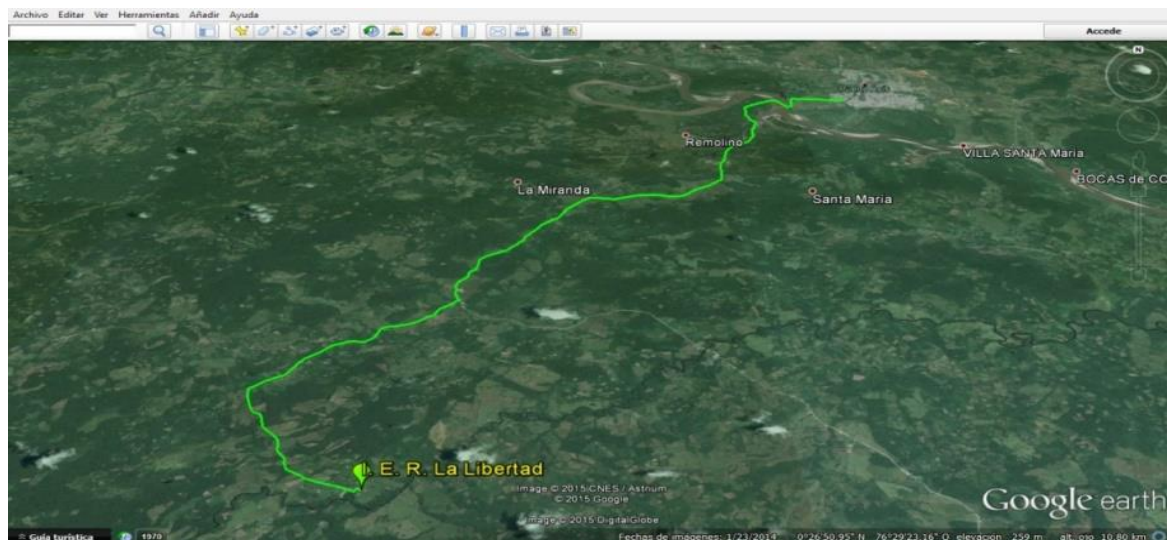 Archivo Editar Ver Herramientas Añadir Ayuda
Accede
N
Remolino
VILLA SANTA Maria
La Miranda
BOCAS de CO
Santa Maria
I. E. R. La Libertad
Image © 2015 CNES / Astrium
© 2015 Google
Image © 2015 DigitalGlobe
Google earth
Guía turística
1970
Fechas de imágenes: 1/23/2014 0°26'50.95" N 76°29'23.16" O elevación 259 m alt. ojo 10.80 km